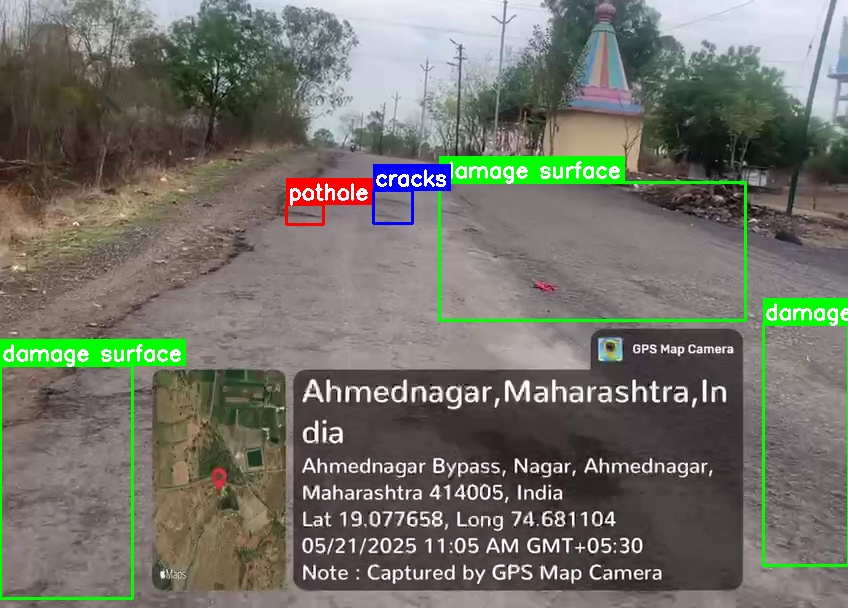 pothole
cracks
damage surface
damage
damage surface
GPS Map Camera
Ahmednagar,Maharashtra,In
dia
Ahmednagar Bypass, Nagar, Ahmednagar,
Maharashtra 414005, India
Lat 19.077658, Long 74.681104
05/21/2025 11:05 AM GMT+05:30
Note : Captured by GPS Map Camera
Maps